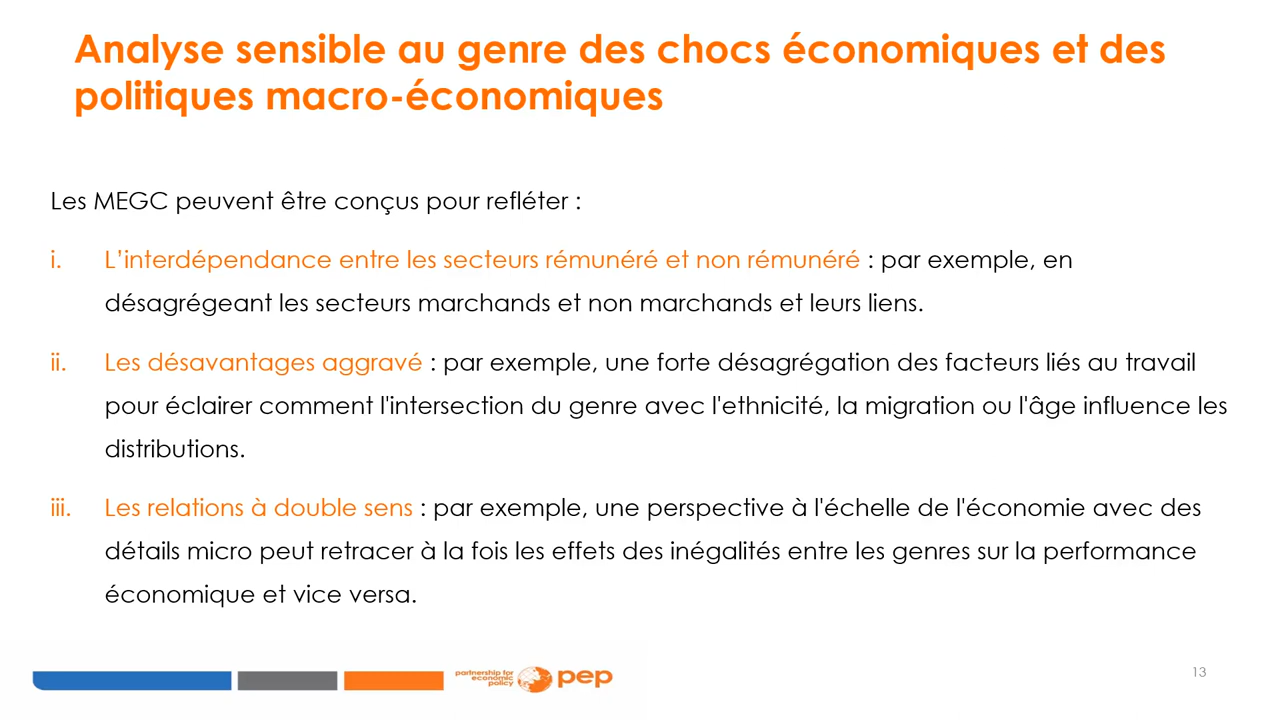 Analyse sensible au genre des chocs économiques et des
politiques macro-économiques
Les MEGC peuvent être conçus pour refléter :
i. L’interdépendance entre les secteurs rémunéré et non rémunéré : par exemple, en
désagrégeant les secteurs marchands et non marchands et leurs liens.
ii. Les désavantages aggravé : par exemple, une forte désagrégation des facteurs liés au travail
pour éclairer comment l'intersection du genre avec l'ethnicité, la migration ou l'âge influence les
distributions.
iii. Les relations à double sens : par exemple, une perspective à l'échelle de l'économie avec des
détails micro peut retracer à la fois les effets des inégalités entre les genres sur la performance
économique et vice versa.
partnership for
economic
policy
pep
13